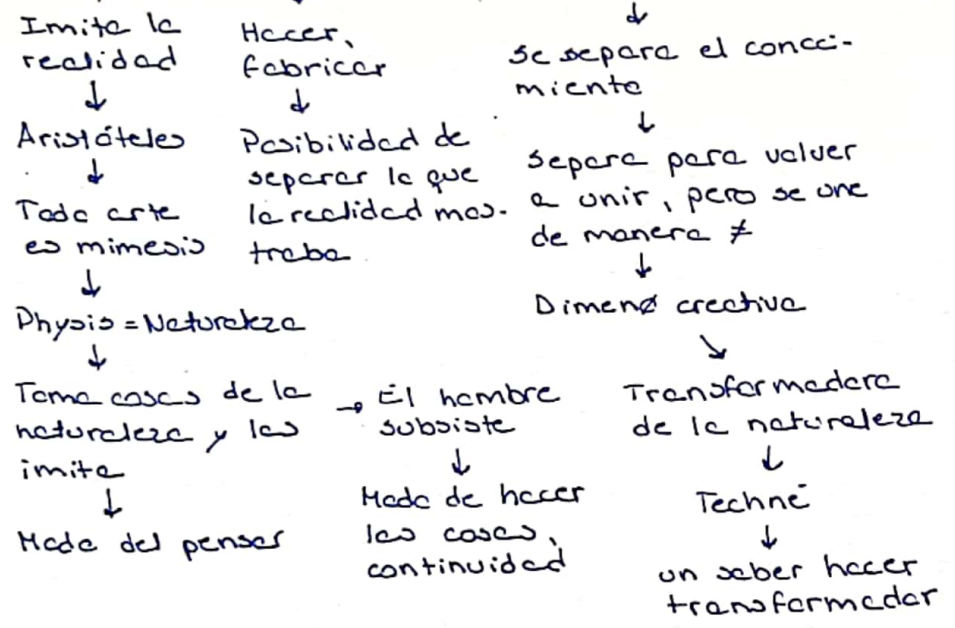 Imita la
realidad
↓
Aristóteles
↓
Todo arte
es mimesis
↓
Physis = Naturaleza
↓
Toma cosas de la
naturaleza y las
imita
↓
Modo del pensar
Hacer,
fabricar
↓
Posibilidad de
separar lo que
la realidad mos-
traba
→ El hombre
subsiste
↓
Modo de hacer
las cosas,
continuidad
↓
Se separa el conoci-
miento
↓
Separa para volver
a unir, pero se une
de manera ≠
↓
Dimenø creativa
↘
Transformadora
de la naturaleza
↓
Techné
↓
un saber hacer
transformador